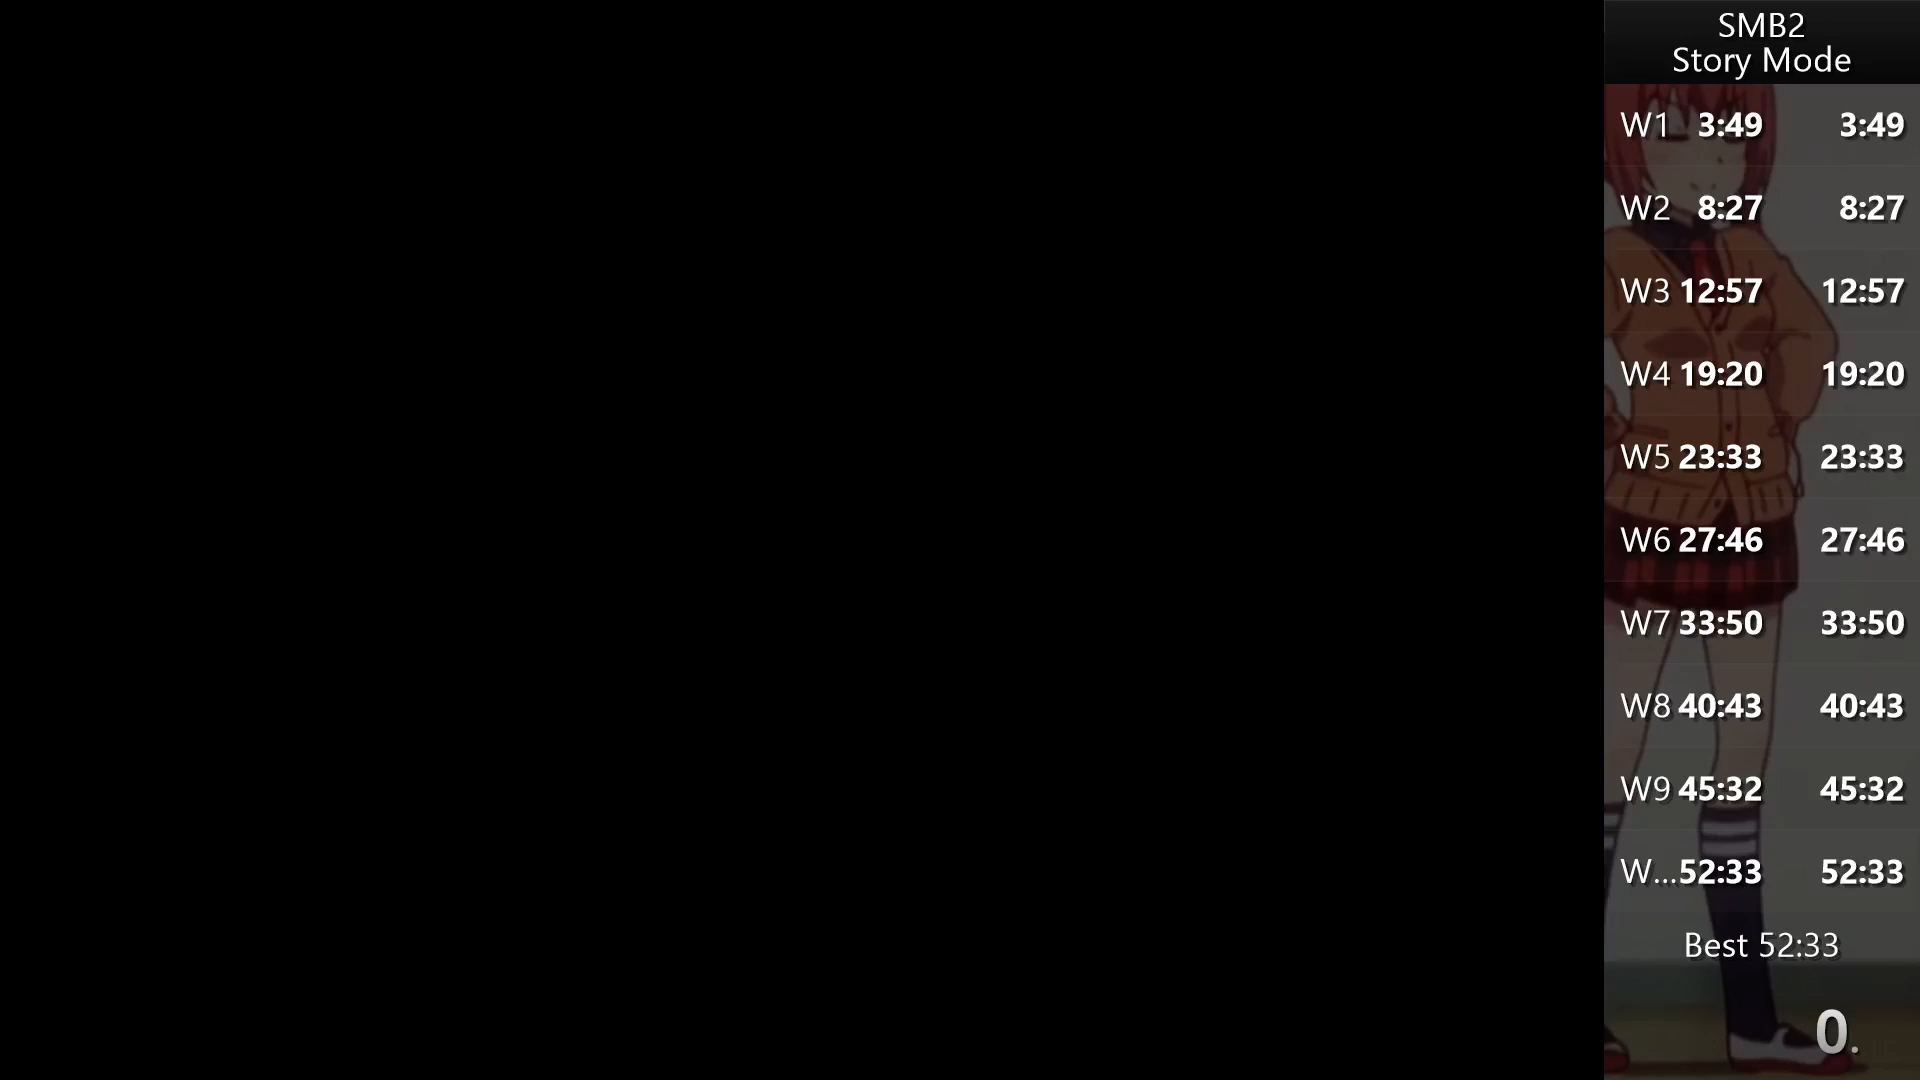 SMB2
Story Mode
W1 3:49 3:49
W2 8:27 8:27
W3 12:57 12:57
W4 19:20 19:20
W5 23:33 23:33
W6 27:46 27:46
W7 33:50 33:50
W8 40:43 40:43
W9 45:32 45:32
W... 52:33 52:33
Best 52:33
0.